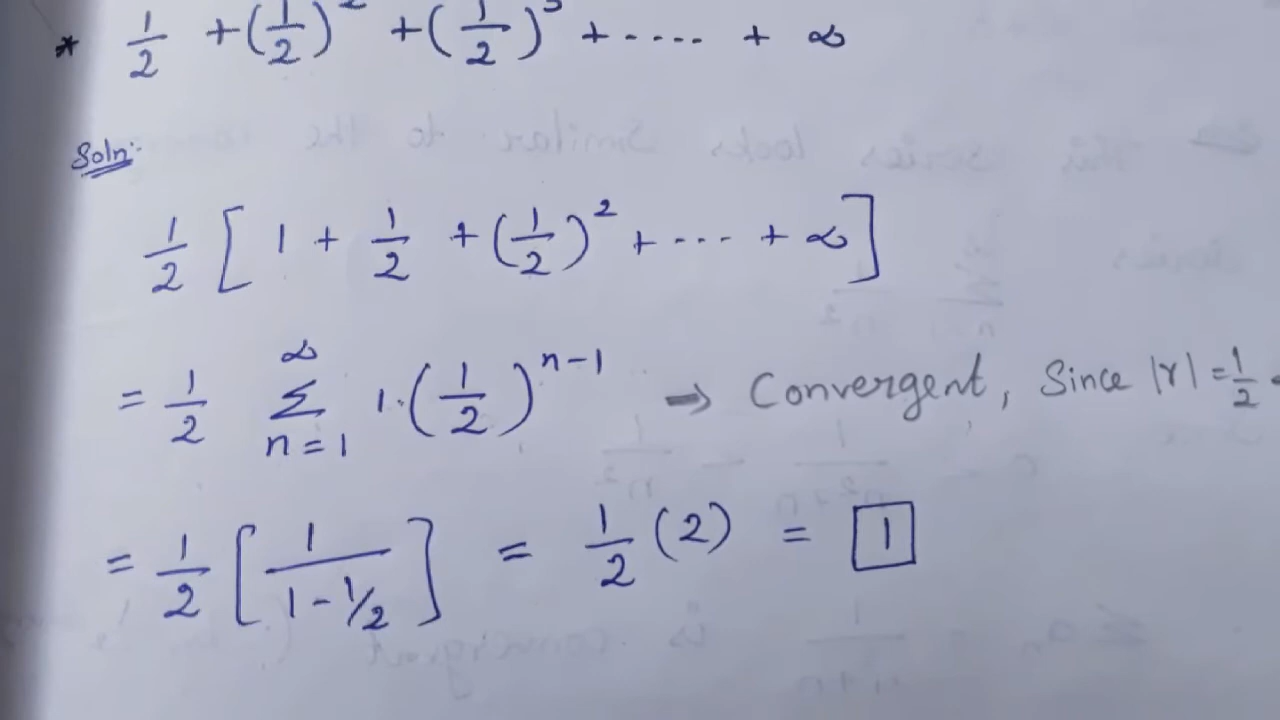 * 1/2 + (1/2)² + (1/2)³ + ..... + ∞
Soln:-
1/2 [ 1 + 1/2 + (1/2)² + --- + ∞ ]
= 1/2 ∞∑n=1 1·(1/2)ⁿ⁻¹ → Convergent, Since |r| = 1/2
= 1/2 [ 1/(1 - 1/2) ] = 1/2 (2) = 1